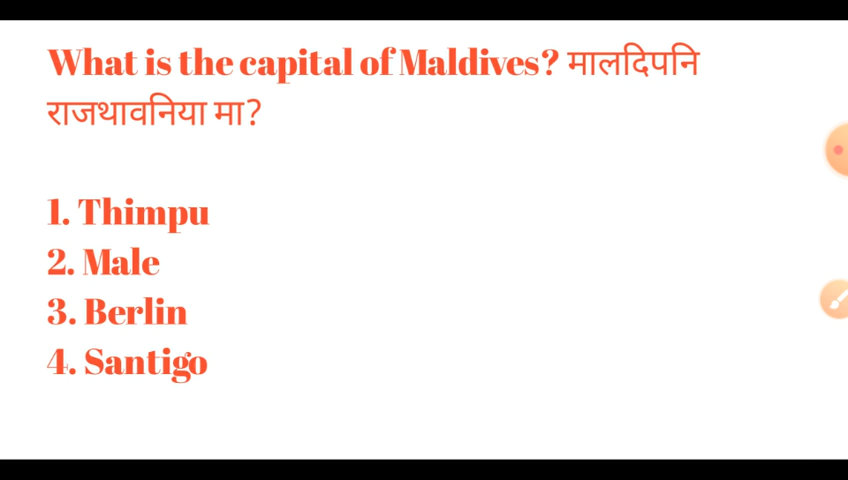 What is the capital of Maldives? मालदिपनि
राजथावनिया मा?
1. Thimpu
2. Male
3. Berlin
4. Santigo